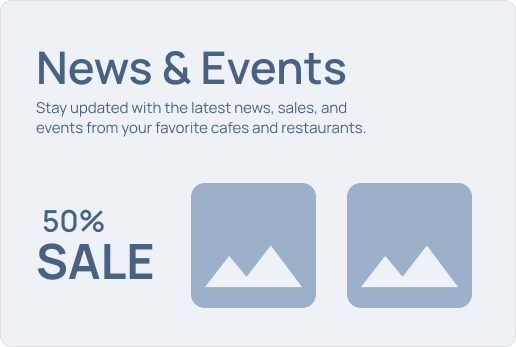 News & Events
Stay updated with the latest news, sales, and
events from your favorite cafes and restaurants.
50%
SALE